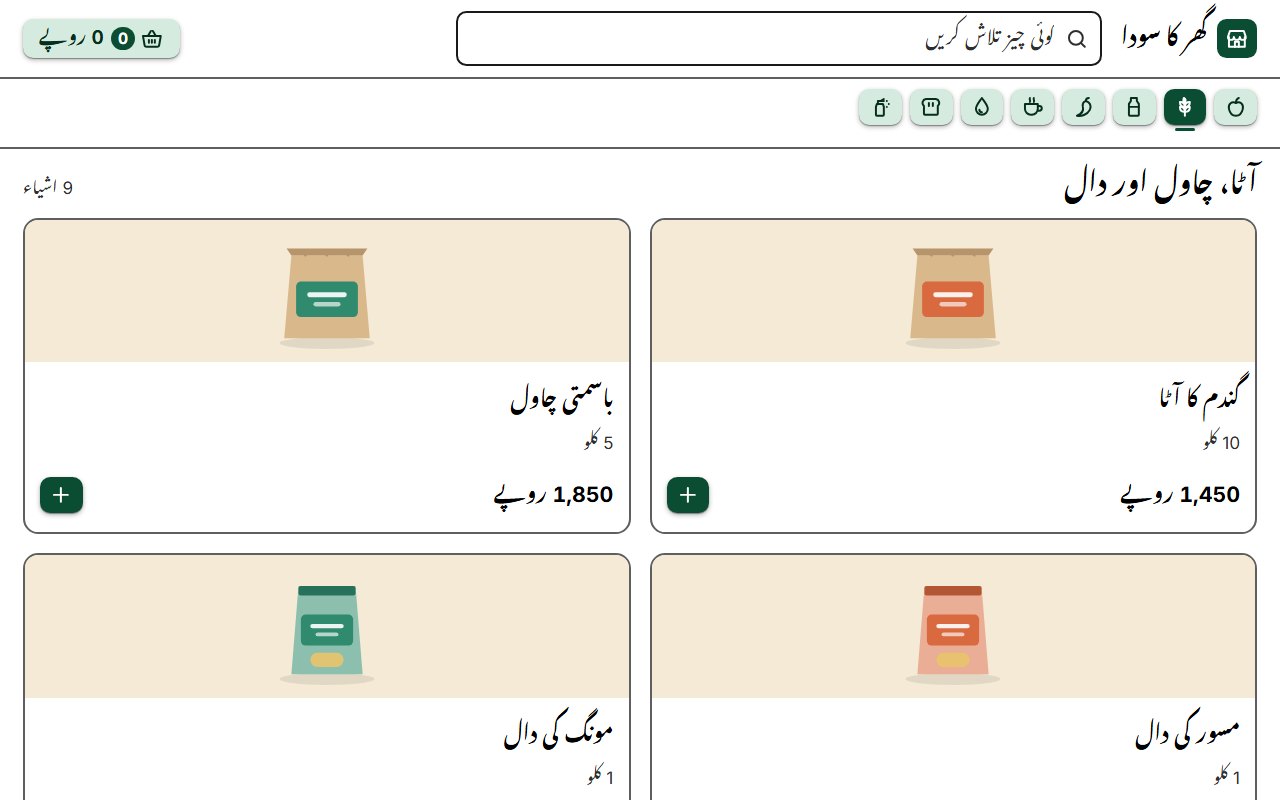 گھر کا سودا
کوئی چیز تلاش کریں
0 0 روپے
آٹا، چاول اور دال
9 اشیاء
گندم کا آٹا
10 کلو
1,450 روپے
باسمتی چاول
5 کلو
1,850 روپے
مسور کی دال
1 کلو
مونگ کی دال
1 کلو